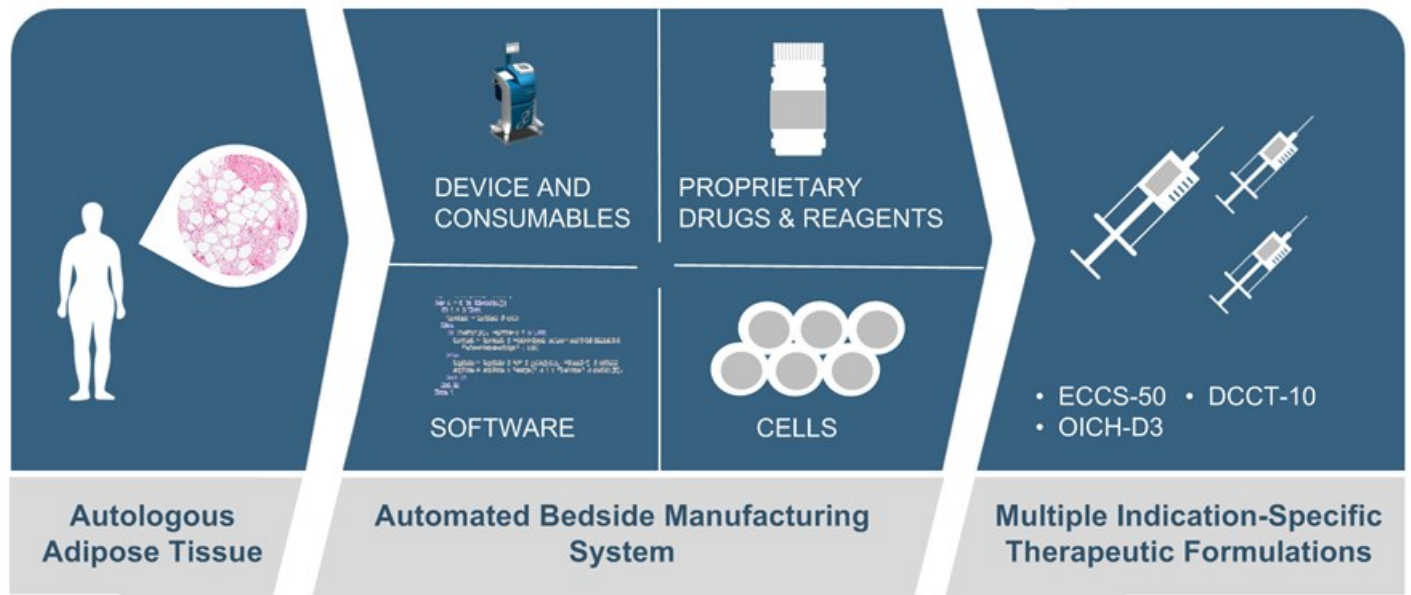 DEVICE AND
CONSUMABLES
PROPRIETARY
DRUGS & REAGENTS
SOFTWARE
CELLS
• ECCS-50 • DCCT-10
• OICH-D3
Autologous
Adipose Tissue
Automated Bedside Manufacturing
System
Multiple Indication-Specific
Therapeutic Formulations